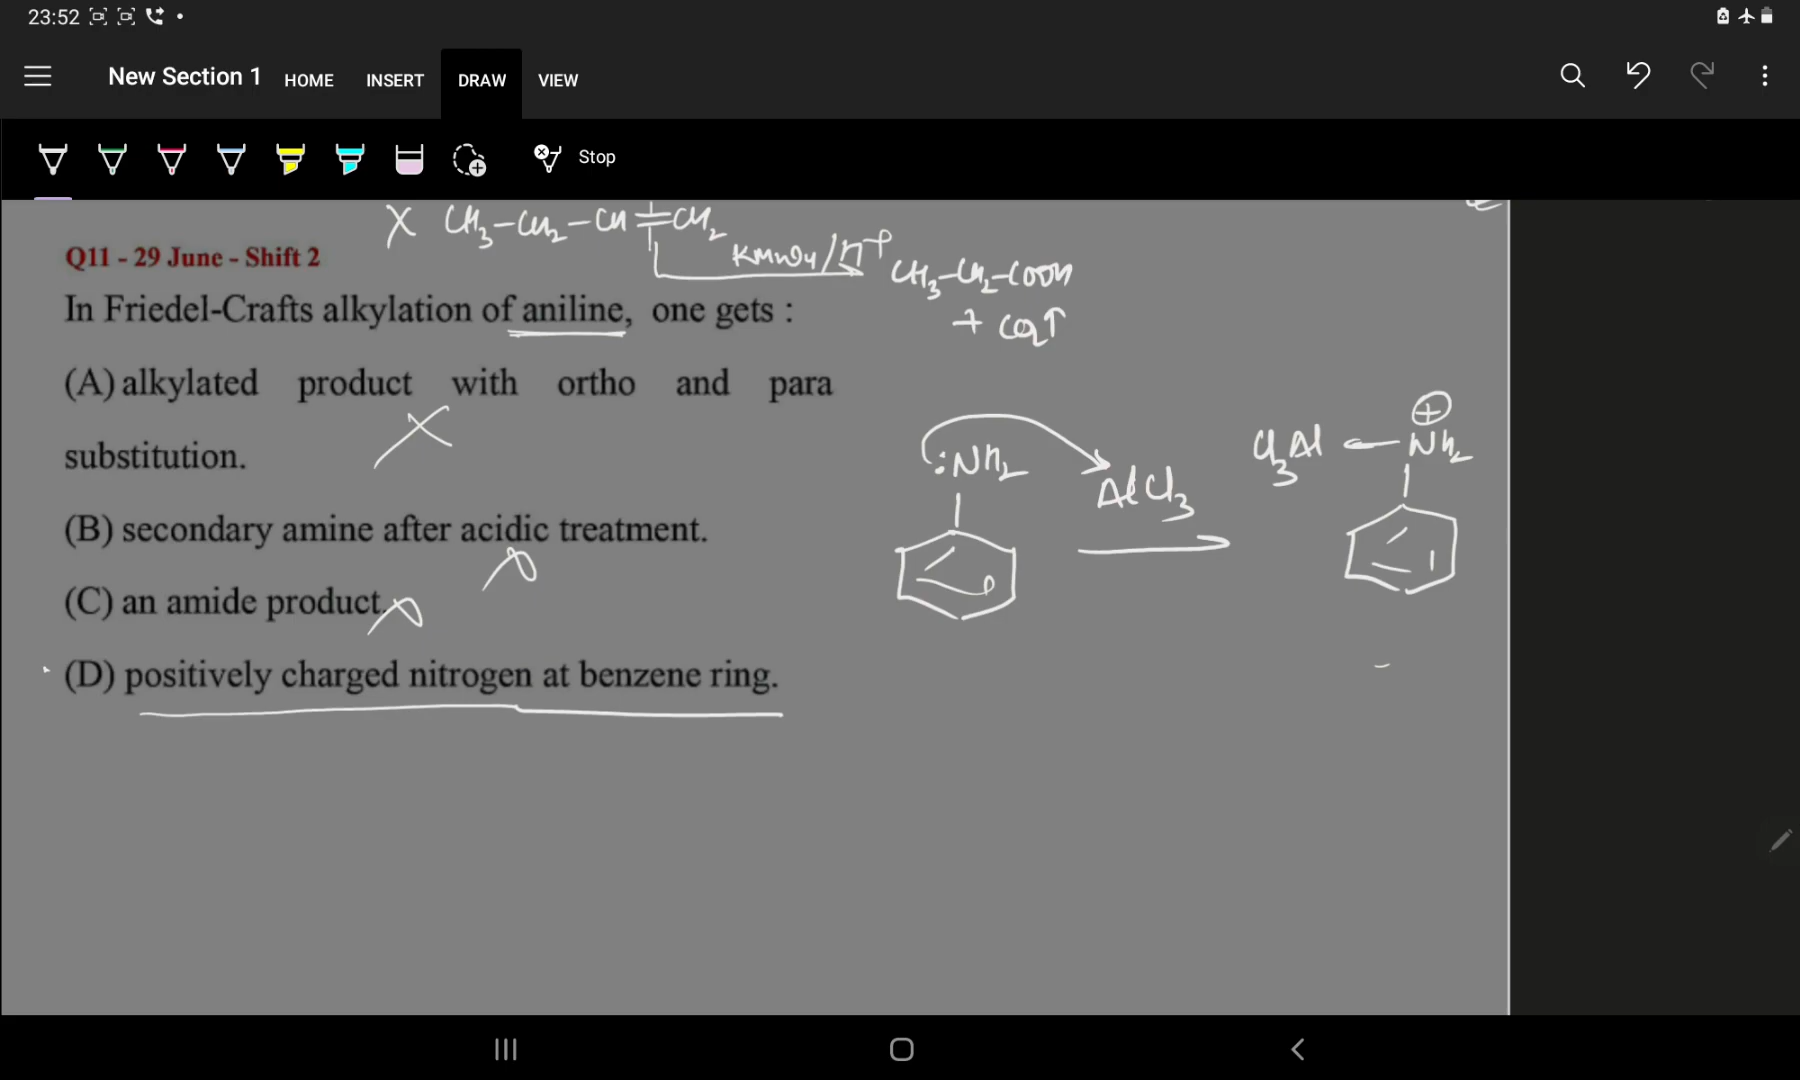 23:52
New Section 1 HOME INSERT DRAW VIEW
Stop
X CH3-CH2-CH=CH2
KMnO4/H+
CH3-CH2-COOH
+ CO2↑
Q11 - 29 June - Shift 2
In Friedel-Crafts alkylation of aniline, one gets :
(A) alkylated product with ortho and para
substitution.
(B) secondary amine after acidic treatment.
(C) an amide product.
(D) positively charged nitrogen at benzene ring.
:NH2
AlCl3
Cl3Al — NH2
+